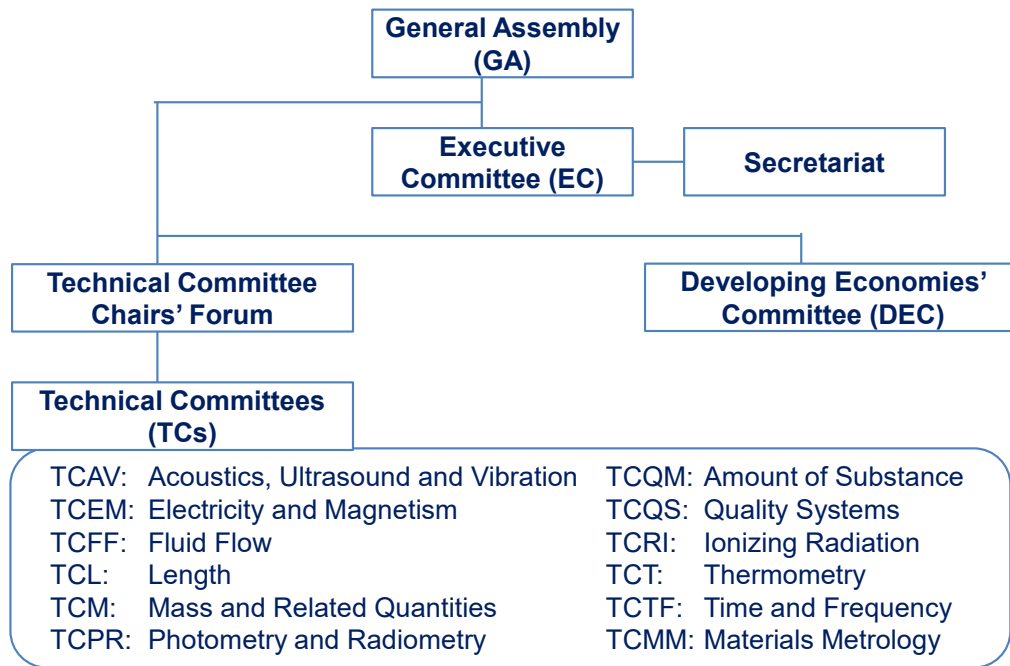 General Assembly
(GA)
Executive
Committee (EC)
Secretariat
Technical Committee
Chairs’ Forum
Developing Economies’
Committee (DEC)
Technical Committees
(TCs)
TCAV: Acoustics, Ultrasound and Vibration
TCEM: Electricity and Magnetism
TCFF: Fluid Flow
TCL: Length
TCM: Mass and Related Quantities
TCPR: Photometry and Radiometry
TCQM: Amount of Substance
TCQS: Quality Systems
TCRI: Ionizing Radiation
TCT: Thermometry
TCTF: Time and Frequency
TCMM: Materials Metrology